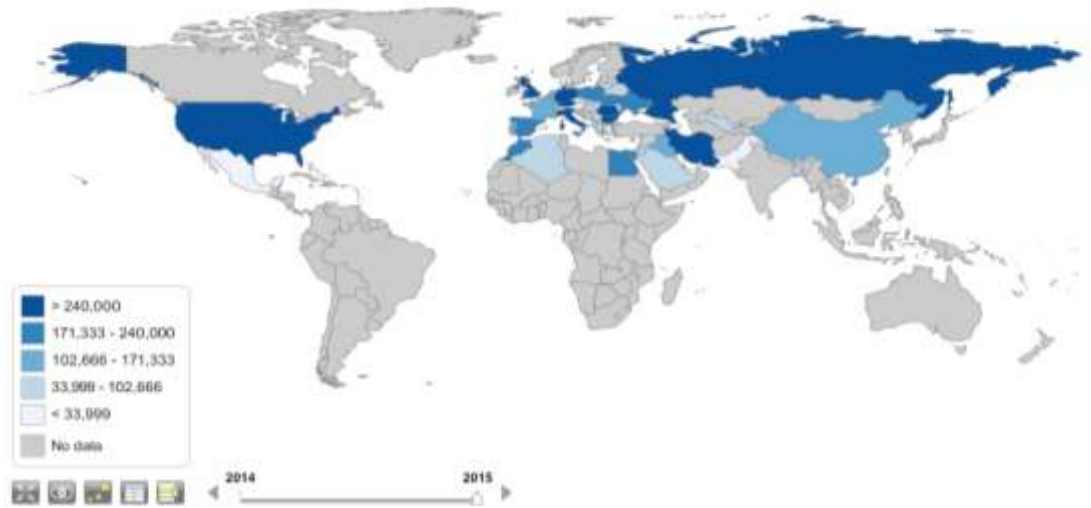 > 240,000
171,333 - 240,000
102,666 - 171,333
33,999 - 102,666
< 33,999
No data
2014 2015